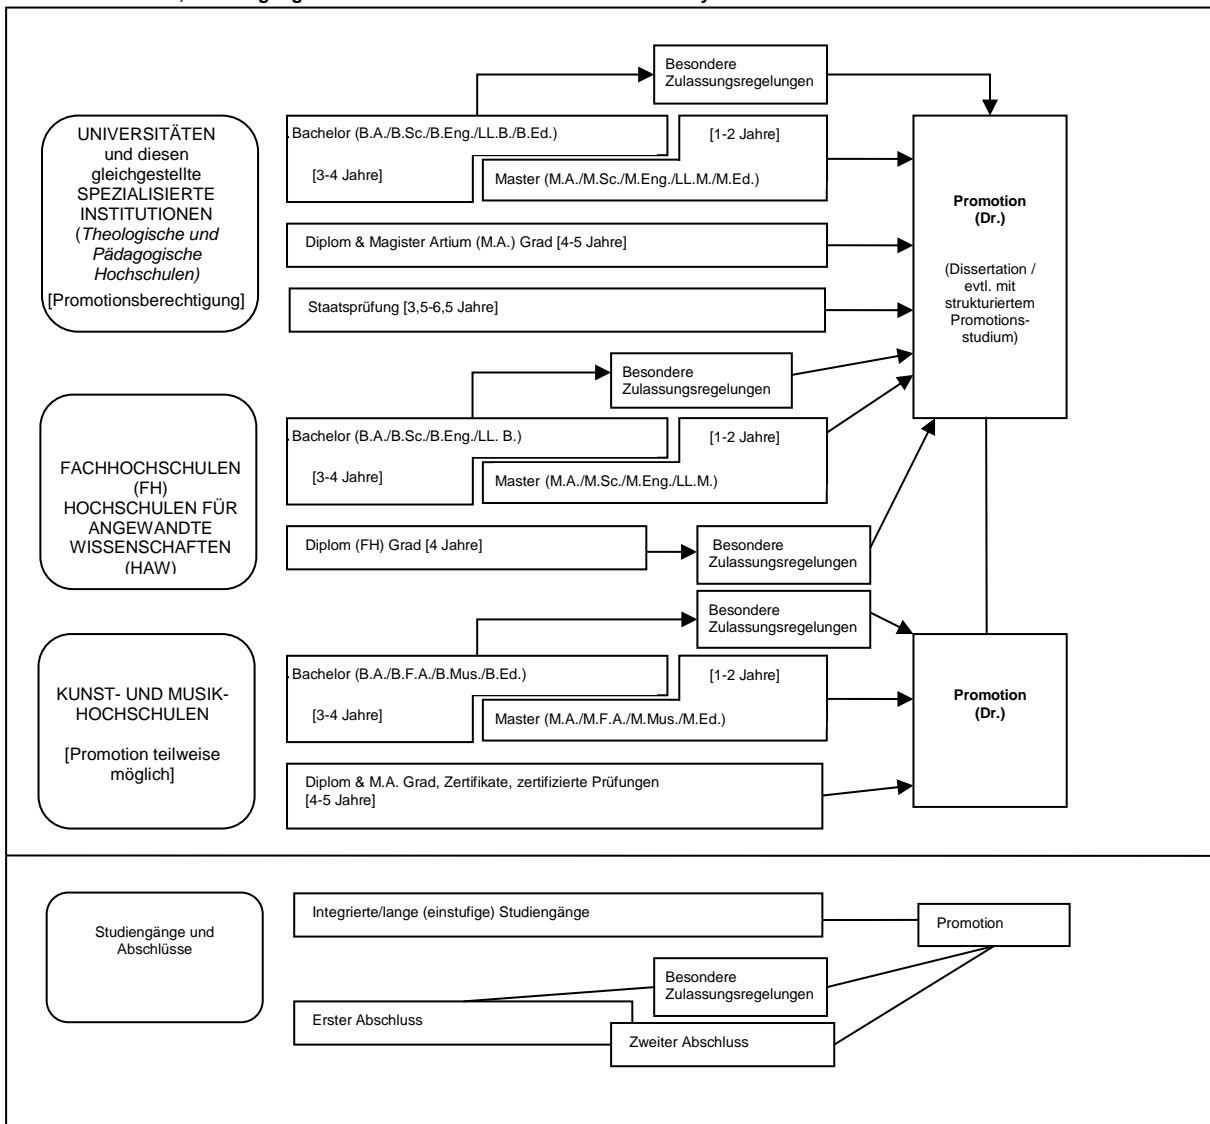 Besondere
Zulassungsregelungen
UNIVERSITÄTEN
und diesen
gleichgestellte
SPEZIALISIERTE
INSTITUTIONEN
(Theologische und
Pädagogische
Hochschulen)
[Promotionsberechtigung]
Bachelor (B.A./B.Sc./B.Eng./LL.B./B.Ed.)
[3-4 Jahre]
[1-2 Jahre]
Master (M.A./M.Sc./M.Eng./LL.M./M.Ed.)
Diplom & Magister Artium (M.A.) Grad [4-5 Jahre]
Staatsprüfung [3,5-6,5 Jahre]
Promotion
(Dr.)
(Dissertation /
evtl. mit
strukturiertem
Promotions-
studium)
Besondere
Zulassungsregelungen
FACHHOCHSCHULEN
(FH)
HOCHSCHULEN FÜR
ANGEWANDTE
WISSENSCHAFTEN
(HAW)
Bachelor (B.A./B.Sc./B.Eng./LL. B.)
[3-4 Jahre]
[1-2 Jahre]
Master (M.A./M.Sc./M.Eng./LL.M.)
Diplom (FH) Grad [4 Jahre]
Besondere
Zulassungsregelungen
Besondere
Zulassungsregelungen
KUNST- UND MUSIK-
HOCHSCHULEN
[Promotion teilweise
möglich]
Bachelor (B.A./B.F.A./B.Mus./B.Ed.)
[3-4 Jahre]
[1-2 Jahre]
Master (M.A./M.F.A./M.Mus./M.Ed.)
Diplom & M.A. Grad, Zertifikate, zertifizierte Prüfungen
[4-5 Jahre]
Promotion
(Dr.)
Studiengänge und
Abschlüsse
Integrierte/lange (einstufige) Studiengänge
Promotion
Besondere
Zulassungsregelungen
Erster Abschluss
Zweiter Abschluss